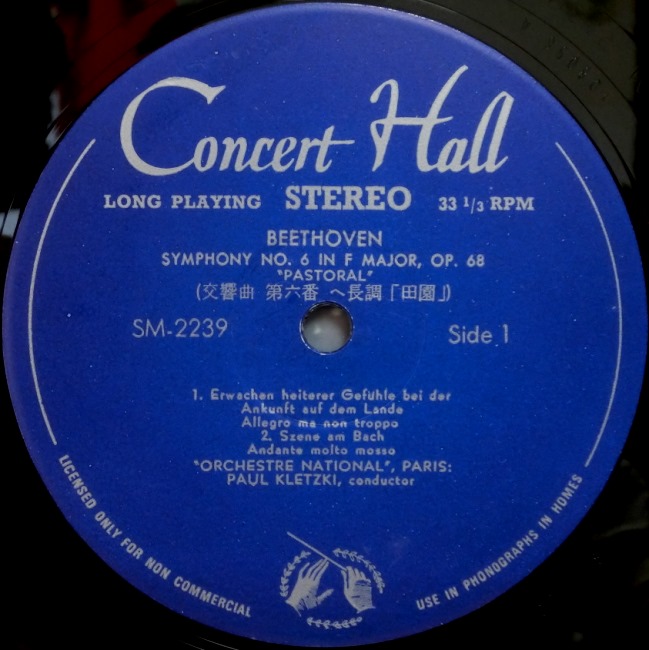 Concert Hall
LONG PLAYING STEREO 33 1/3 RPM
BEETHOVEN
SYMPHONY NO. 6 IN F MAJOR, OP. 68
"PASTORAL"
(交響曲 第六番 ヘ長調「田園」)
SM-2239 Side 1
1. Erwachen heiterer Gefühle bei der
Ankunft auf dem Lande
Allegro ma non troppo
2. Szene am Bach
Andante molto mosso
"ORCHESTRE NATIONAL", PARIS:
PAUL KLETZKI, conductor
LICENSED ONLY FOR NON COMMERCIAL
USE IN PHONOGRAPHS IN HOMES